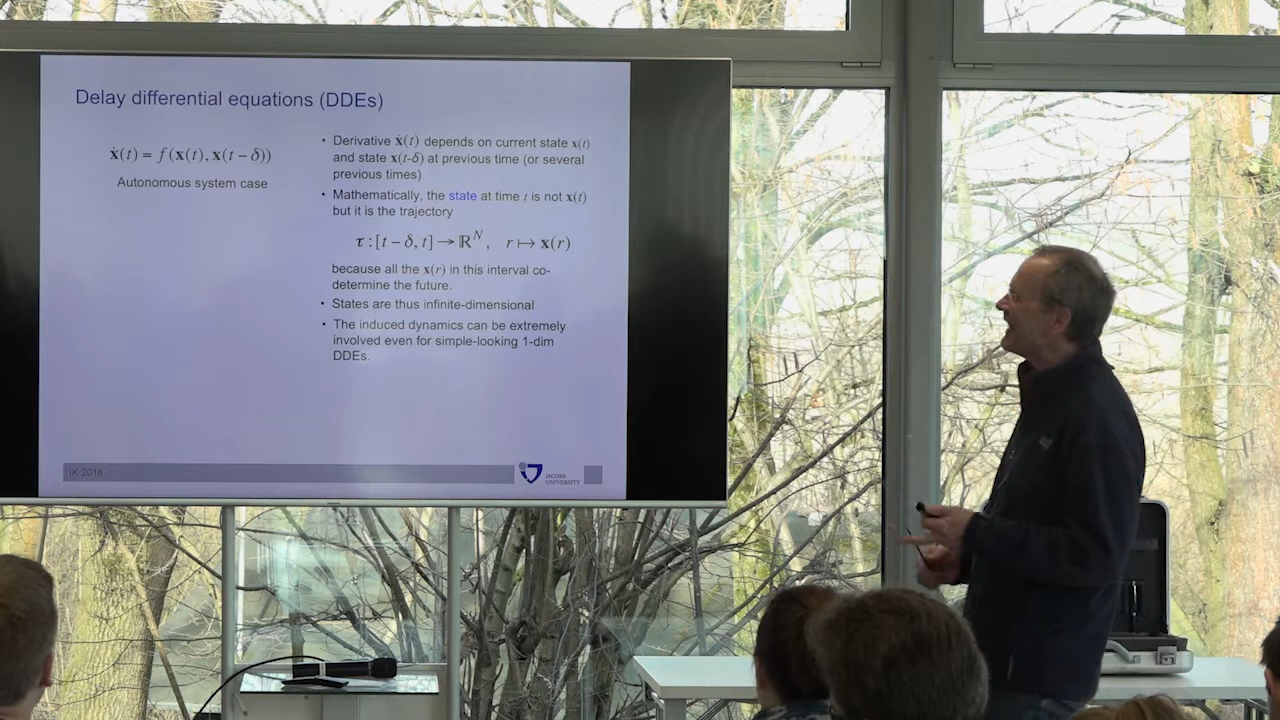 Delay differential equations (DDEs)
ẋ(t) = f(x(t), x(t − δ))
Autonomous system case
• Derivative ẋ(t) depends on current state x(t)
and state x(t-δ) at previous time (or several
previous times)
• Mathematically, the state at time t is not x(t)
but it is the trajectory
τ : [t − δ, t] → ℝᴺ, r ↦ x(r)
because all the x(r) in this interval co-
determine the future.
• States are thus infinite-dimensional
• The induced dynamics can be extremely
involved even for simple-looking 1-dim
DDEs.
IK 2018
JACOBS
UNIVERSITY